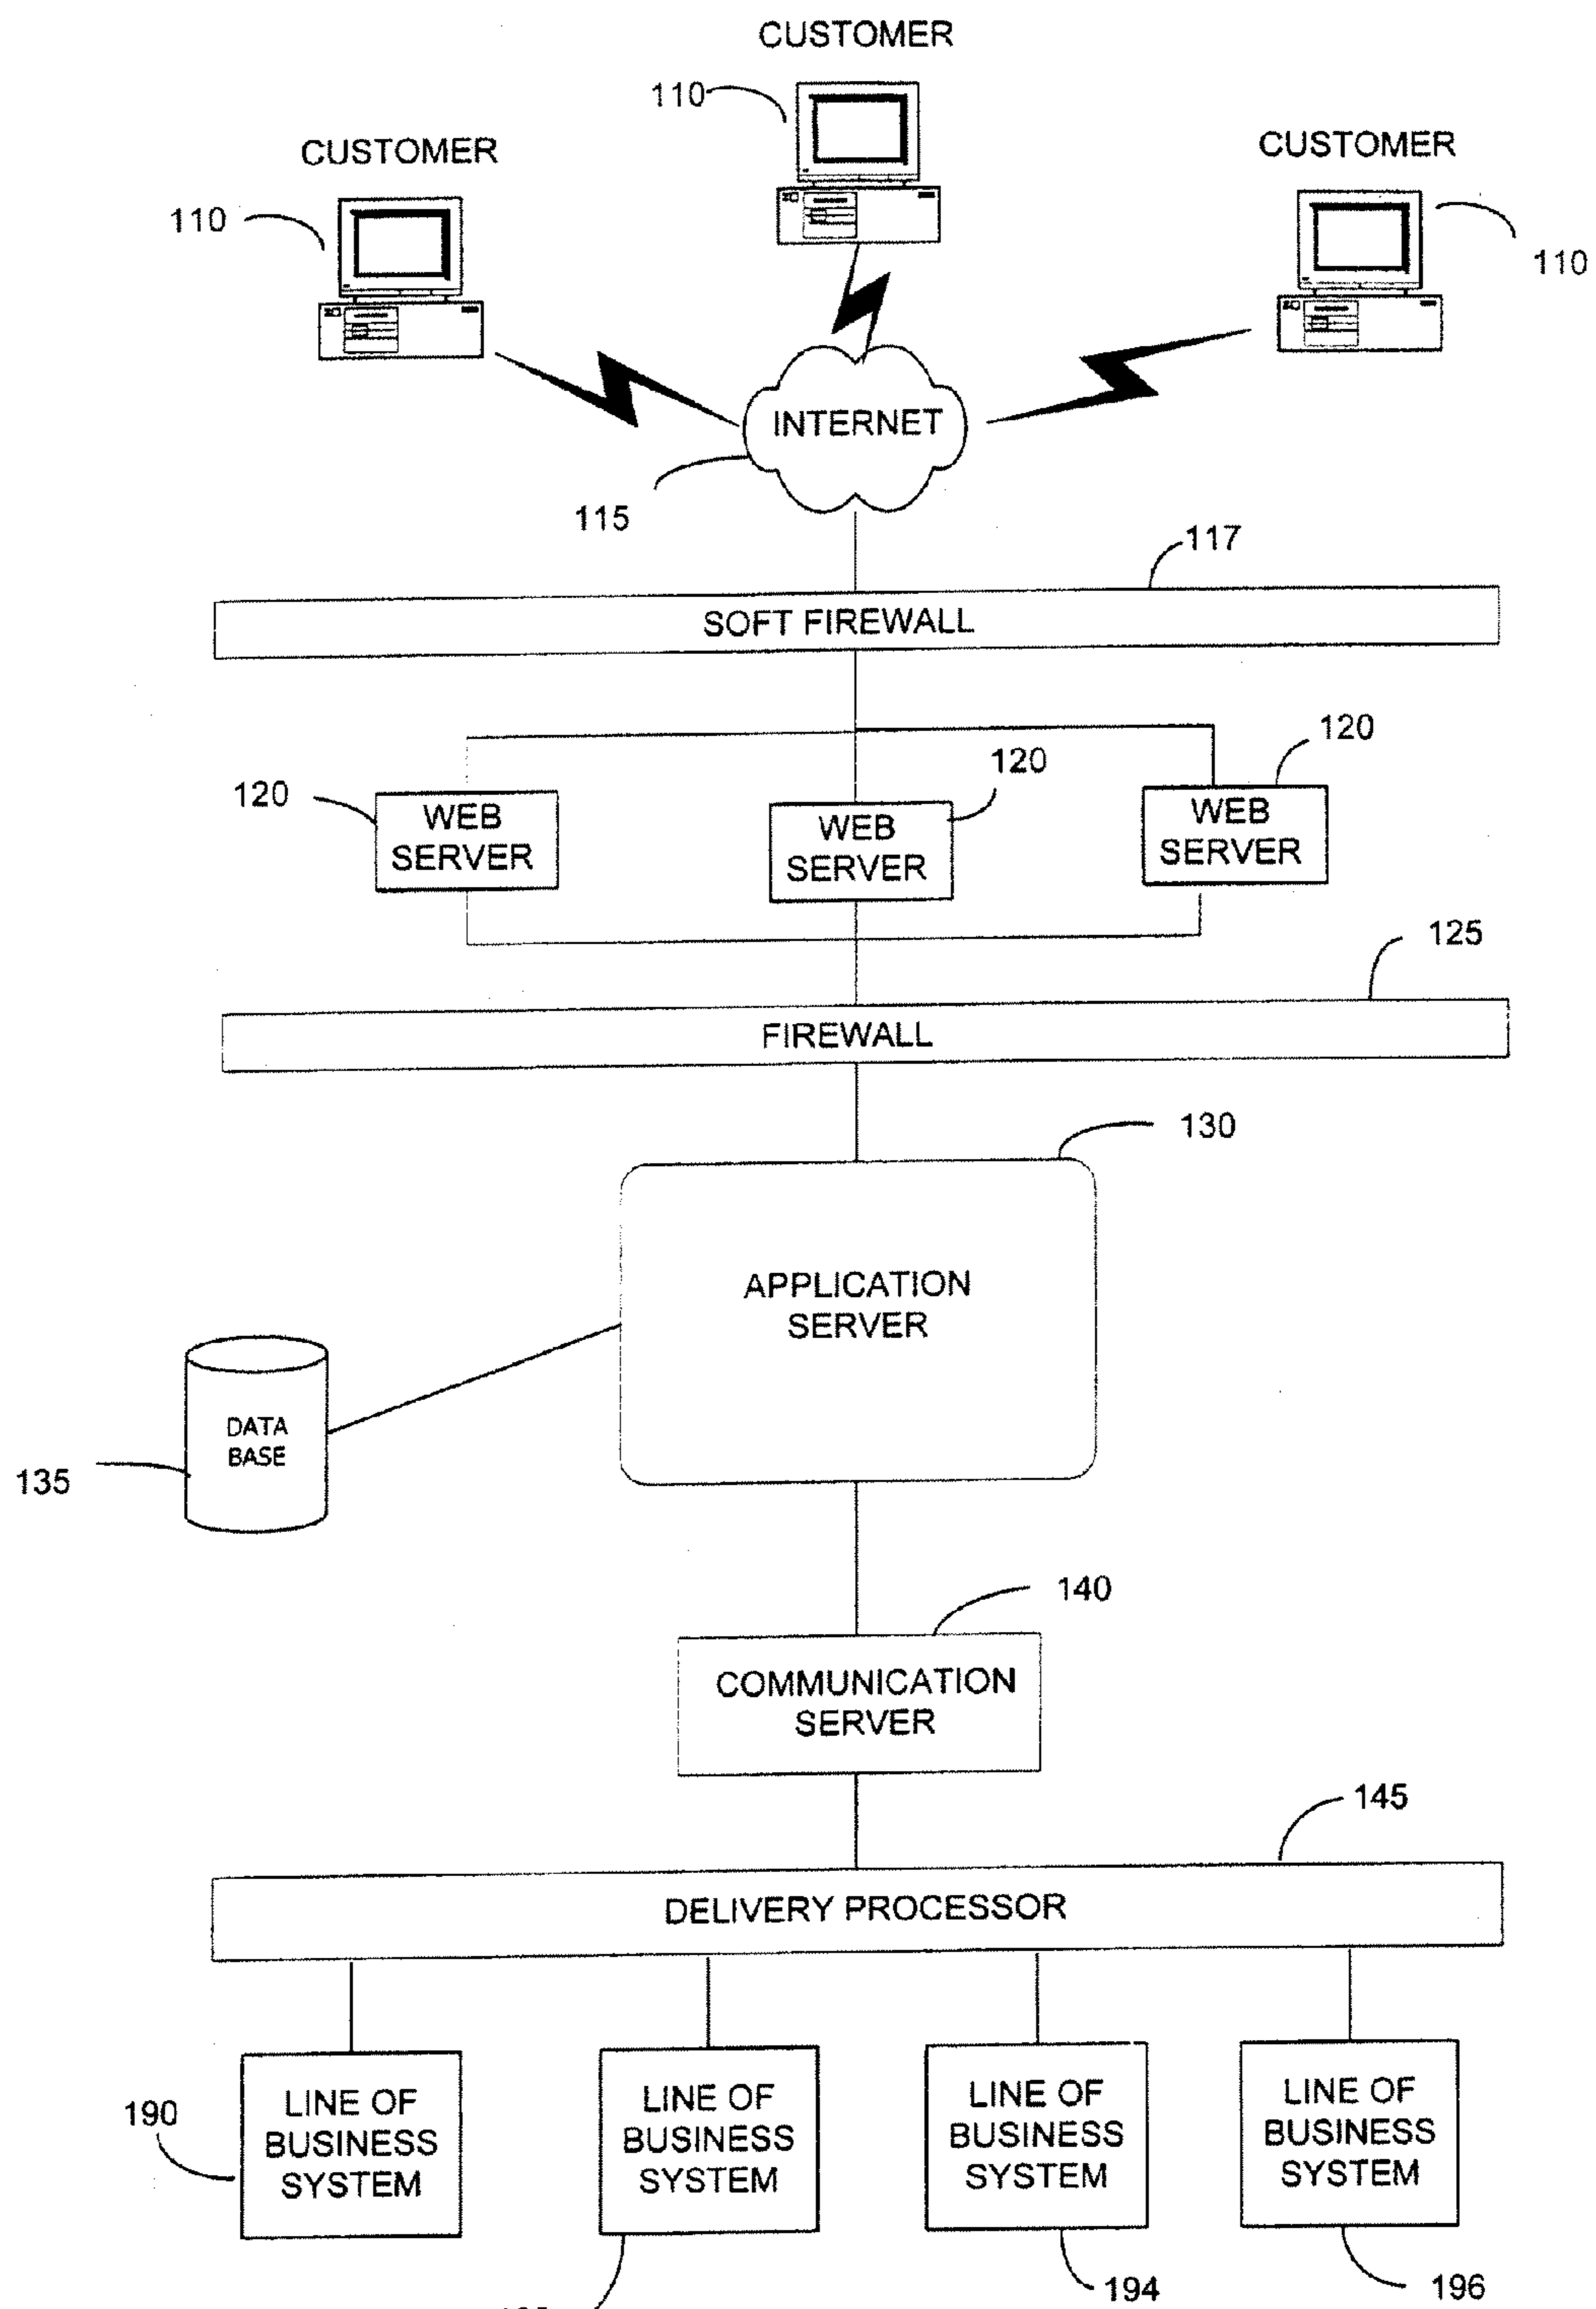 CUSTOMER
110
CUSTOMER
CUSTOMER
110
110
INTERNET
115
117
SOFT FIREWALL
120
120
120
WEB
SERVER
WEB
SERVER
WEB
SERVER
125
FIREWALL
130
APPLICATION
SERVER
DATA
BASE
135
140
COMMUNICATION
SERVER
145
DELIVERY PROCESSOR
190
LINE OF
BUSINESS
SYSTEM
LINE OF
BUSINESS
SYSTEM
LINE OF
BUSINESS
SYSTEM
LINE OF
BUSINESS
SYSTEM
194
196